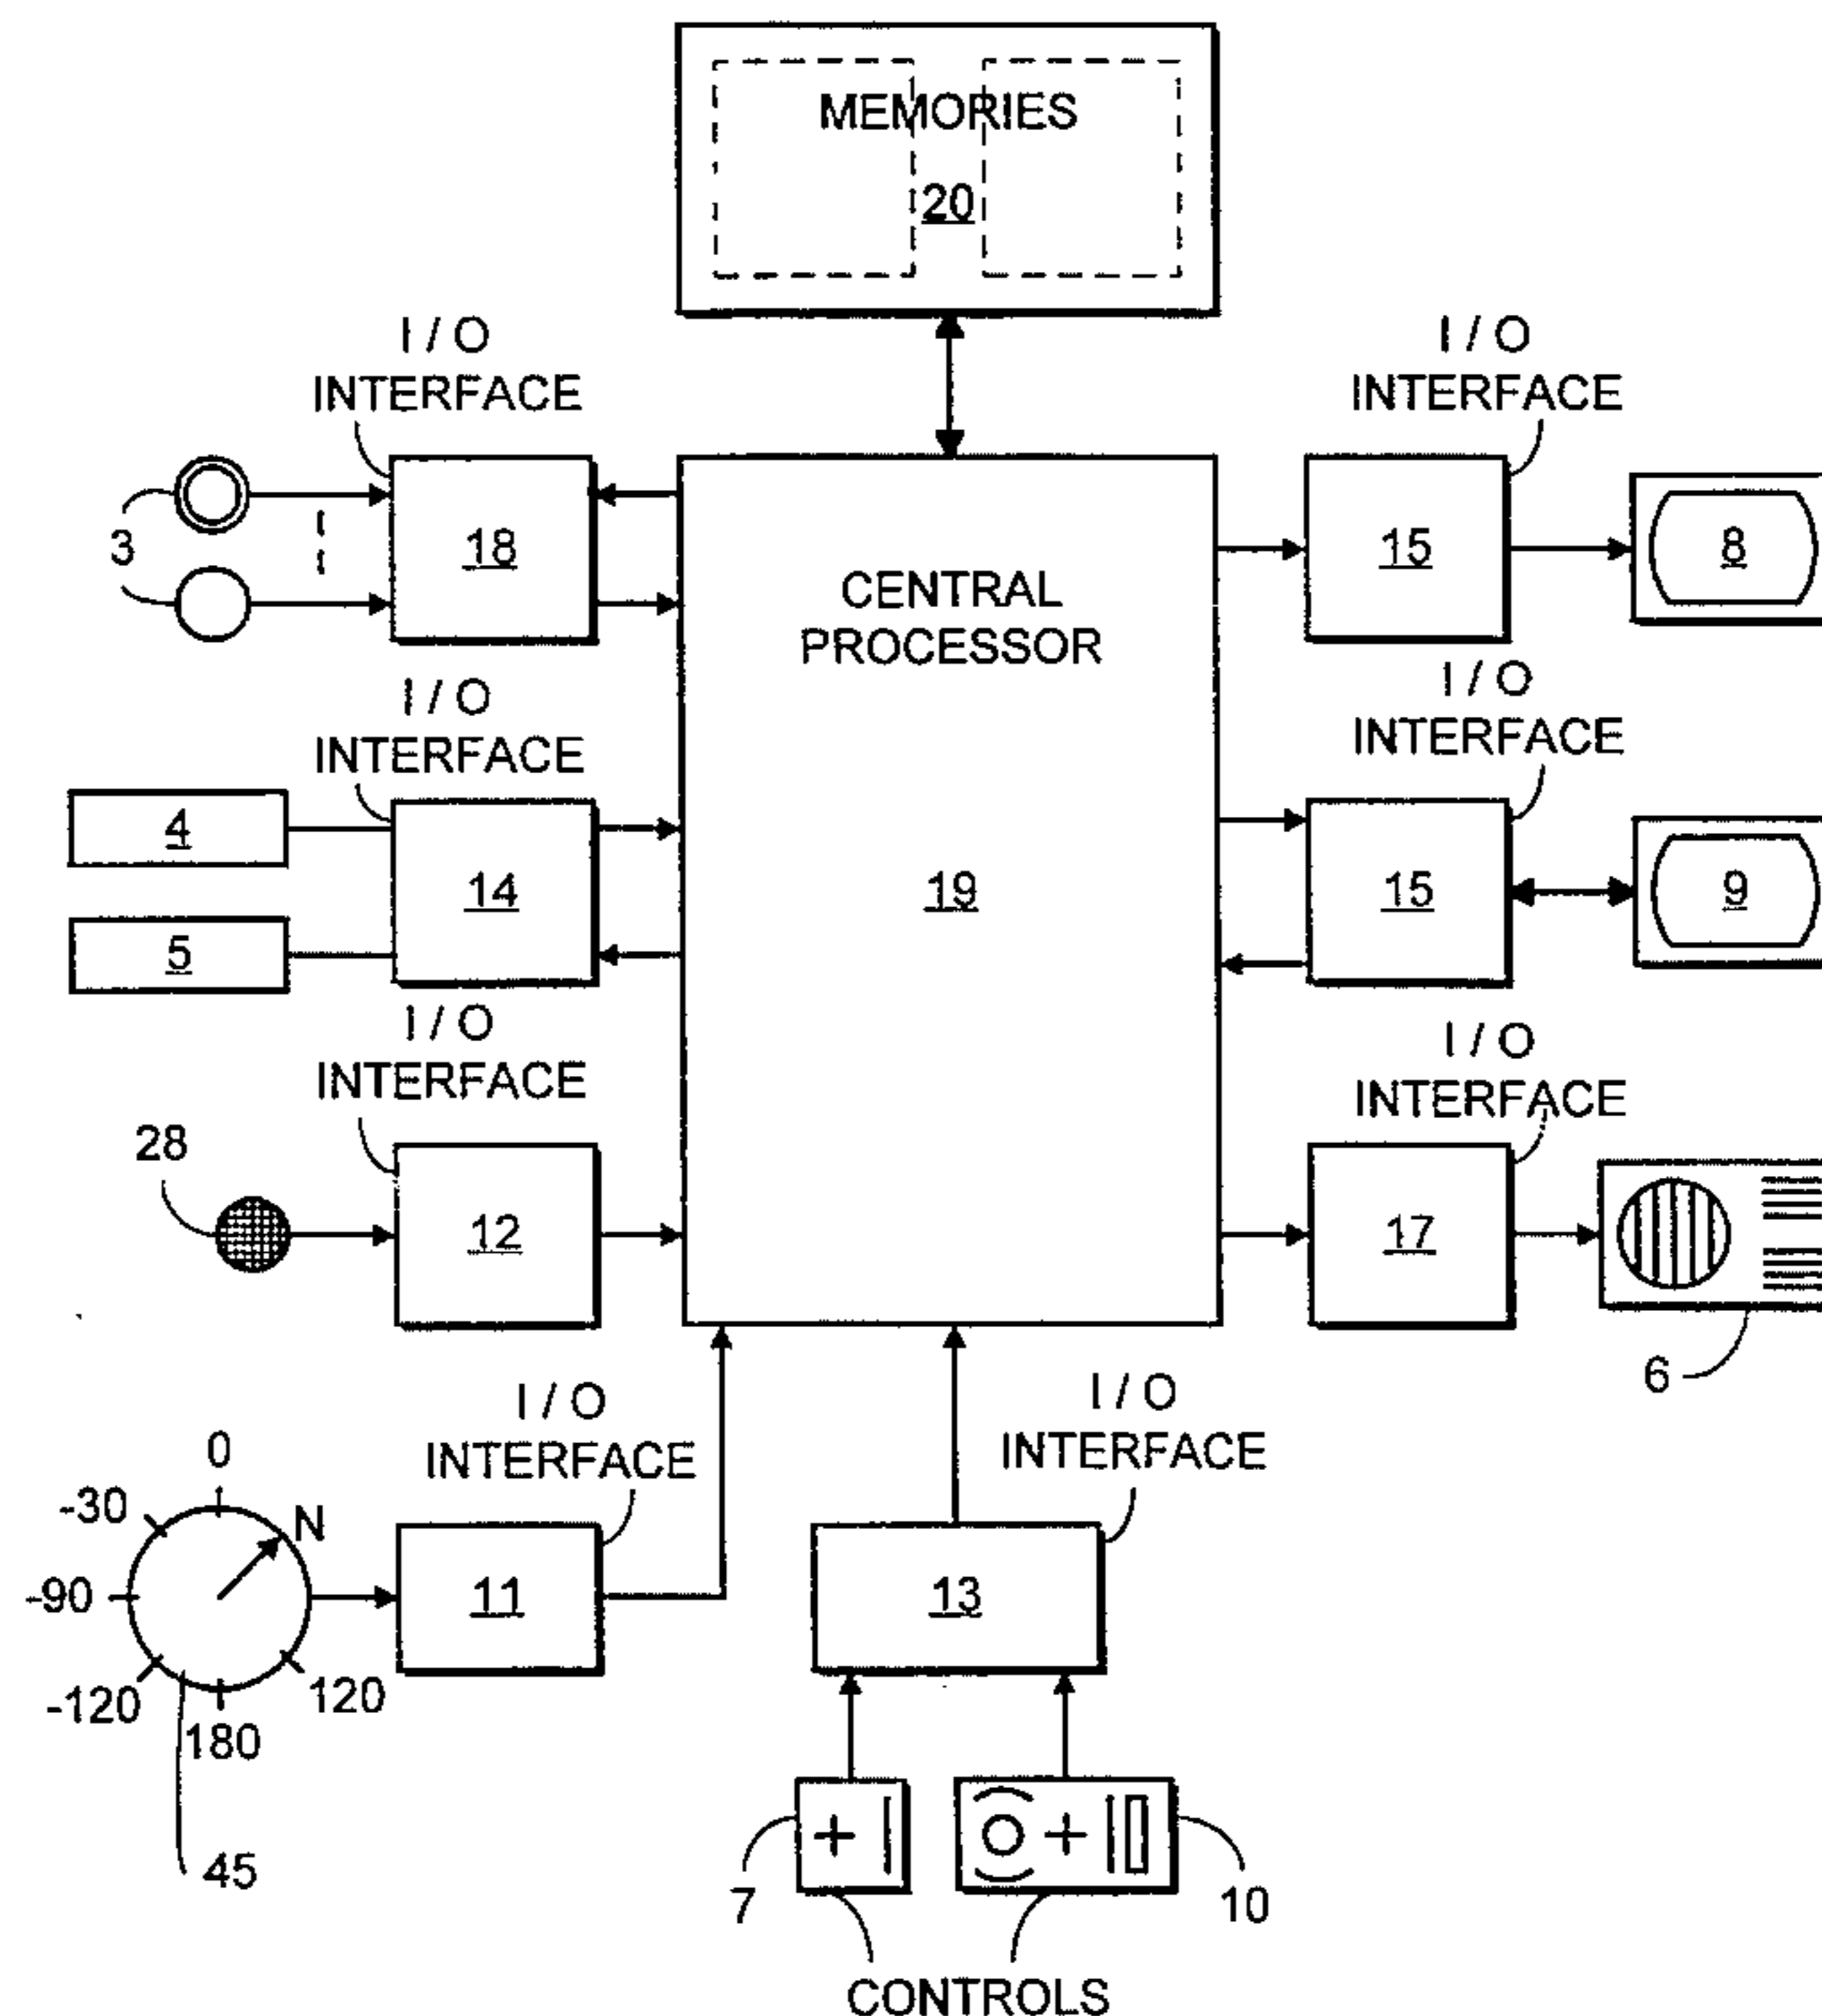 MEMORIES
20
I / O
INTERFACE
I / O
INTERFACE
3
18
CENTRAL
PROCESSOR
19
15
8
I / O
INTERFACE
I / O
INTERFACE
4
5
14
15
9
I / O
INTERFACE
I / O
INTERFACE
28
12
17
6
I / O
INTERFACE
I / O
INTERFACE
0
-30
N
-90
-120
180
120
45
11
13
7
10
CONTROLS